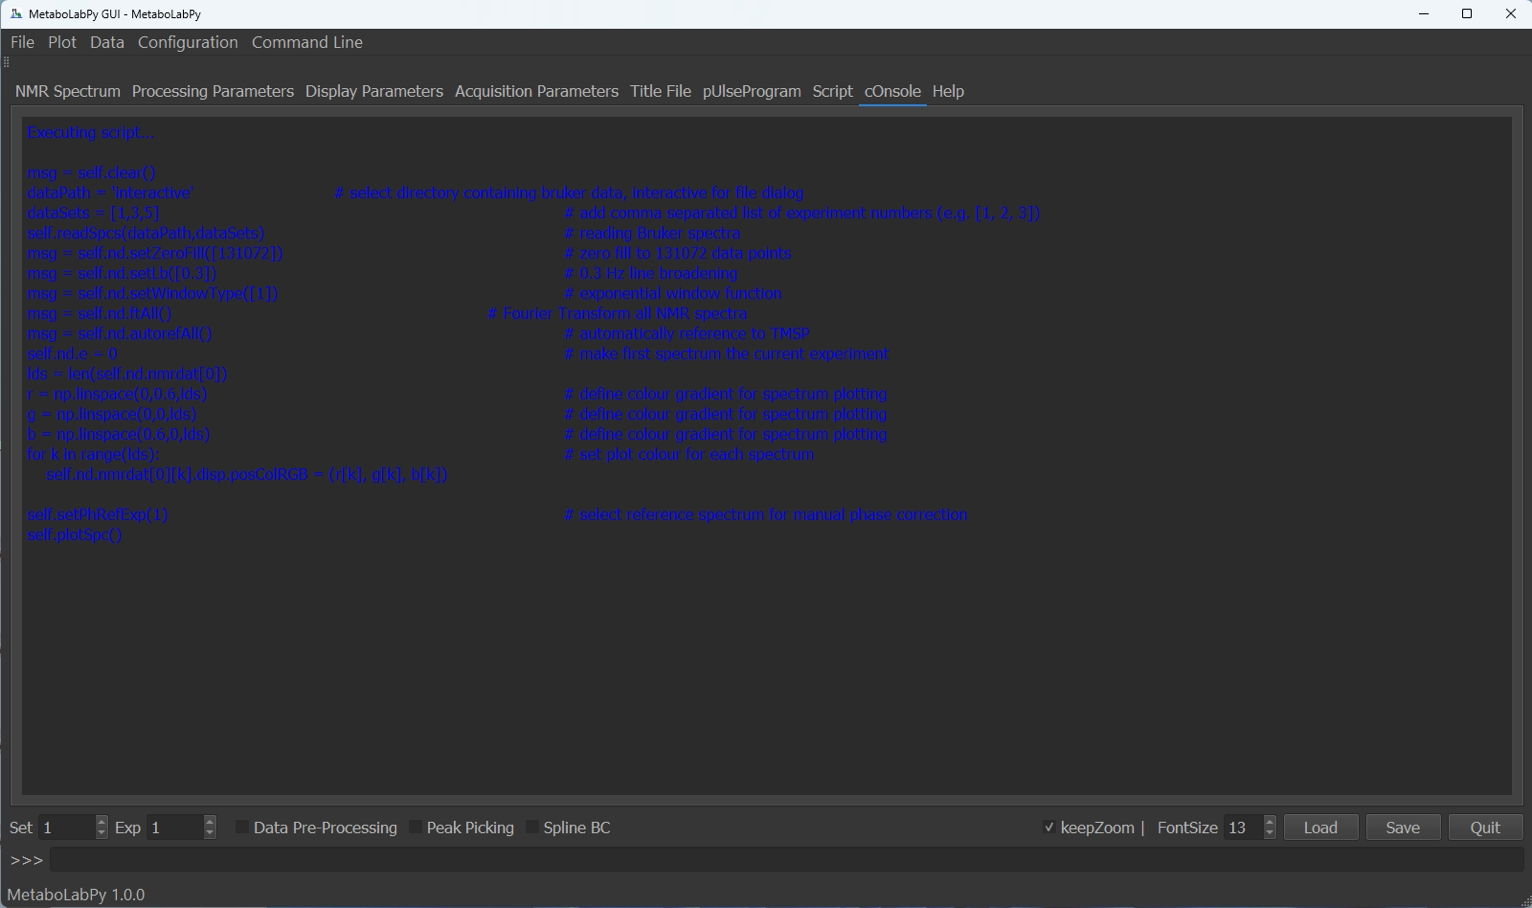 MetaboLabPy GUI - MetaboLabPy
File Plot Data Configuration Command Line
NMR Spectrum Processing Parameters Display Parameters Acquisition Parameters Title File pUlseProgram Script cOnsole Help
Executing script...
msg = self.clear()
dataPath = 'interactive' # select directory containing bruker data, interactive for file dialog
dataSets = [1,3,5] # add comma separated list of experiment numbers (e.g. [1, 2, 3])
self.readSpcs(dataPath,dataSets) # reading Bruker spectra
msg = self.nd.setZeroFill([131072]) # zero fill to 131072 data points
msg = self.nd.setLb([0.3]) # 0.3 Hz line broadening
msg = self.nd.setWindowType([1]) # exponential window function
msg = self.nd.ftAll() # Fourier Transform all NMR spectra
msg = self.nd.autorefAll() # automatically reference to TMSP
self.nd.e = 0 # make first spectrum the current experiment
lds = len(self.nd.nmrdat[0])
r = np.linspace(0,0.6,lds) # define colour gradient for spectrum plotting
g = np.linspace(0,0,lds) # define colour gradient for spectrum plotting
b = np.linspace(0.6,0,lds) # define colour gradient for spectrum plotting
for k in range(lds): # set plot colour for each spectrum
self.nd.nmrdat[0][k].disp.posColRGB = (r[k], g[k], b[k])
self.setPhRefExp(1) # select reference spectrum for manual phase correction
self.plotSpc()
Set 1 Exp 1 Data Pre-Processing Peak Picking Spline BC keepZoom | FontSize 13 Load Save Quit
>>>
MetaboLabPy 1.0.0